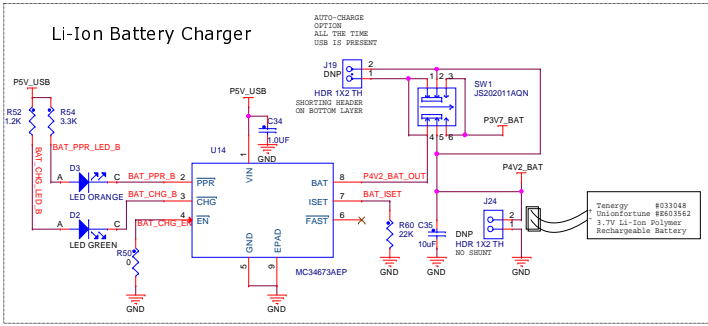 Li-Ion Battery Charger
AUTO-CHARGE
OPTION
ALL THE TIME
USB IS PRESENT
J19
DNP
2
1
HDR 1X2 TH
SHORTING HEADER
ON BOTTOM LAYER
1 2 3
SW1
JS202011AQN
4 5 6
P3V7_BAT
P5V_USB
R52
1.2K
R54
3.3K
BAT_PPR_LED_B
BAT_CHG_LED_B
P5V_USB
C34
1.0UF
GND
U14
1
VIN
D3
A
C
LED ORANGE
BAT_PPR_B
2
PPR
D2
A
C
LED GREEN
BAT_CHG_B
3
CHG
BAT_CHG_EN
4
EN
R50
0
GND
BAT
8
P4V2_BAT_OUT
ISET
7
BAT_ISET
FAST
6
GND
EPAD
5
9
MC34673AEP
GND
GND
R60
22K
GND
C35
10uF
GND
P4V2_BAT
J24
2
1
DNP
HDR 1X2 TH
NO SHUNT
GND
+
-
Tenergy #033048
Unionfortune #E603562
3.7V Li-Ion Polymer
Rechargeable Battery